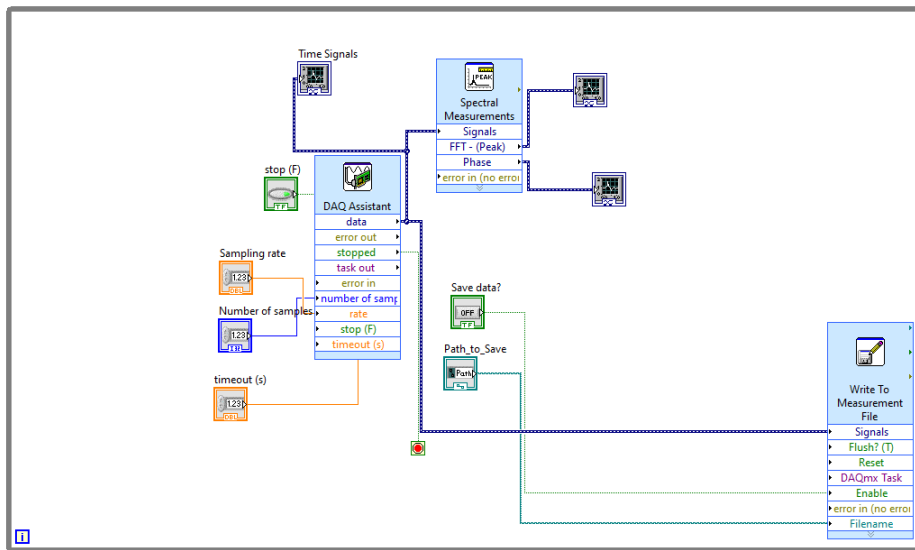 Time Signals
PEAK
Spectral
Measurements
Signals
FFT - (Peak)
Phase
error in (no error
stop (F)
TF
DAQ Assistant
data
error out
stopped
task out
error in
number of samp
rate
stop (F)
timeout (s)
Sampling rate
1.23
DBL
Number of samples
1.23
I32
timeout (s)
1.23
DBL
Save data?
OFF
TF
Path_to_Save
Path
Write To
Measurement
File
Signals
Flush? (T)
Reset
DAQmx Task
Enable
error in (no error
Filename
i